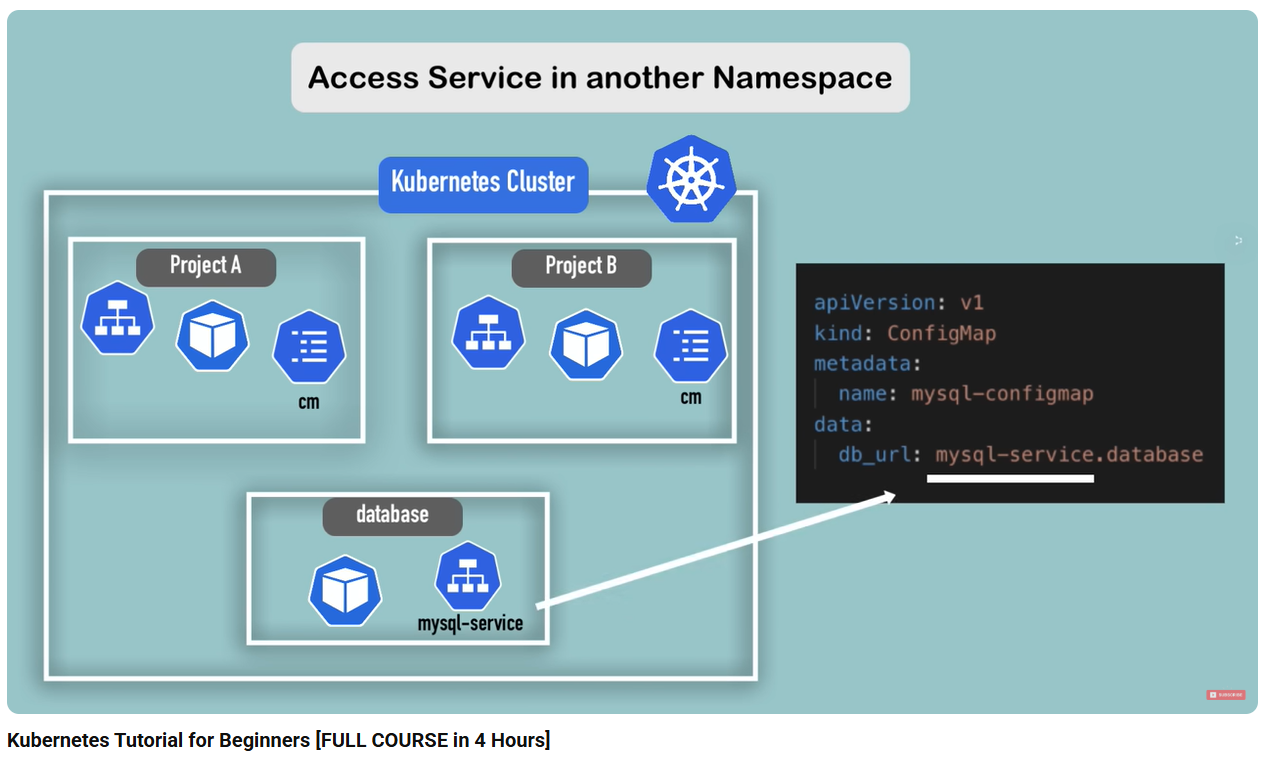 Access Service in another Namespace
Kubernetes Cluster
Project A
cm
Project B
cm
database
mysql-service
apiVersion: v1
kind: ConfigMap
metadata:
  name: mysql-configmap
data:
  db_url: mysql-service.database
SUBSCRIBE
Kubernetes Tutorial for Beginners [FULL COURSE in 4 Hours]